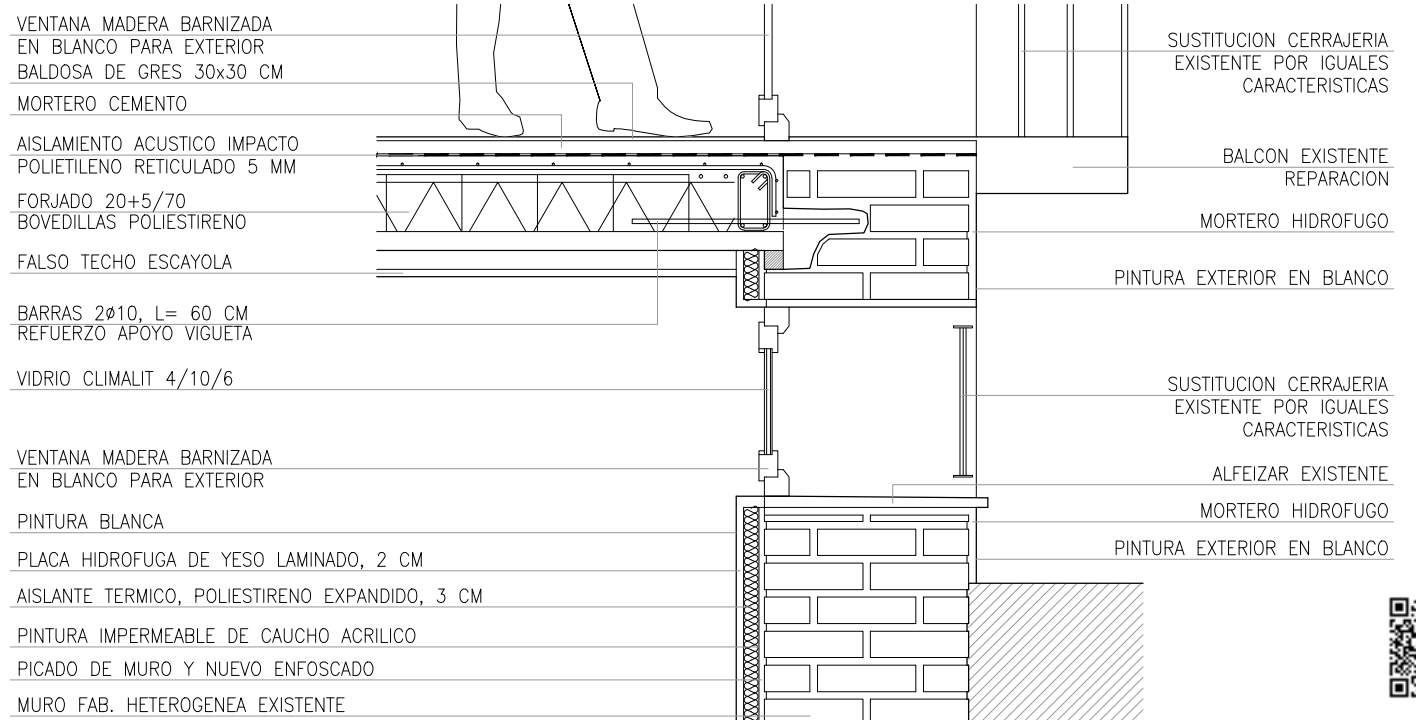 VENTANA MADERA BARNIZADA
EN BLANCO PARA EXTERIOR
BALDOSA DE GRES 30x30 CM
MORTERO CEMENTO
AISLAMIENTO ACUSTICO IMPACTO
POLIETILENO RETICULADO 5 MM
FORJADO 20+5/70
BOVEDILLAS POLIESTIRENO
FALSO TECHO ESCAYOLA
BARRAS 2ø10, L= 60 CM
REFUERZO APOYO VIGUETA
VIDRIO CLIMALIT 4/10/6
VENTANA MADERA BARNIZADA
EN BLANCO PARA EXTERIOR
PINTURA BLANCA
PLACA HIDROFUGA DE YESO LAMINADO, 2 CM
AISLANTE TERMICO, POLIESTIRENO EXPANDIDO, 3 CM
PINTURA IMPERMEABLE DE CAUCHO ACRILICO
PICADO DE MURO Y NUEVO ENFOSCADO
MURO FAB. HETEROGENEA EXISTENTE
SUSTITUCION CERRAJERIA
EXISTENTE POR IGUALES
CARACTERISTICAS
BALCON EXISTENTE
REPARACION
MORTERO HIDROFUGO
PINTURA EXTERIOR EN BLANCO
SUSTITUCION CERRAJERIA
EXISTENTE POR IGUALES
CARACTERISTICAS
ALFEIZAR EXISTENTE
MORTERO HIDROFUGO
PINTURA EXTERIOR EN BLANCO